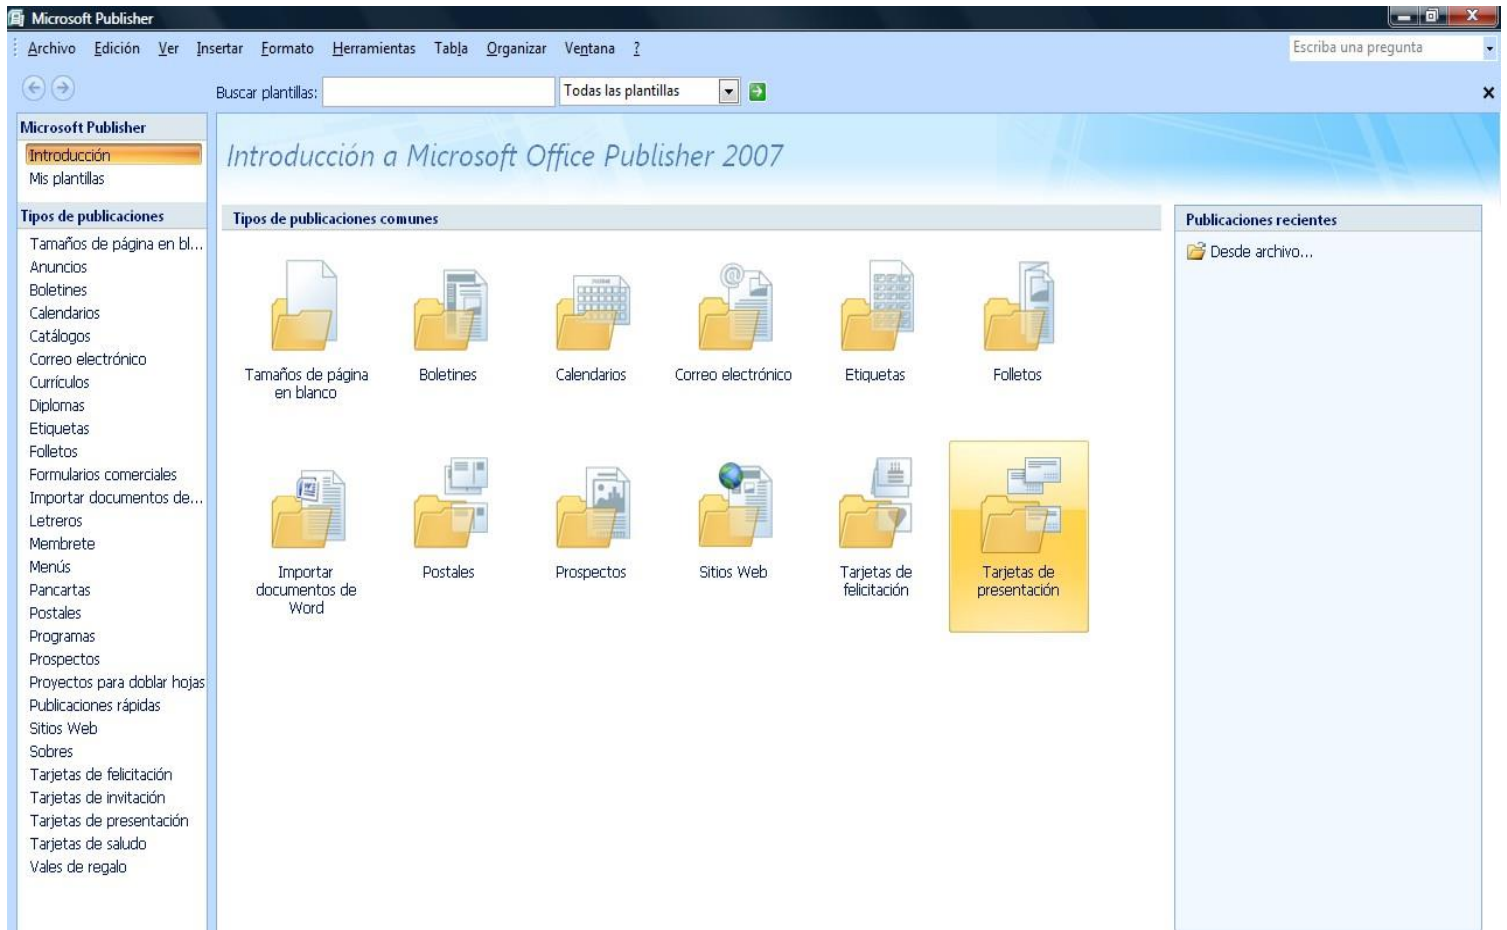 Microsoft Publisher
Archivo Edición Ver Insertar Formato Herramientas Tabla Organizar Ventana ?
Escriba una pregunta
Buscar plantillas:
Todas las plantillas
Microsoft Publisher
Introducción
Mis plantillas
Tipos de publicaciones
Tamaños de página en bl...
Anuncios
Boletines
Calendarios
Catálogos
Correo electrónico
Currículos
Diplomas
Etiquetas
Folletos
Formularios comerciales
Importar documentos de...
Letreros
Membrete
Menús
Pancartas
Postales
Programas
Prospectos
Proyectos para doblar hojas
Publicaciones rápidas
Sitios Web
Sobres
Tarjetas de felicitación
Tarjetas de invitación
Tarjetas de presentación
Tarjetas de saludo
Vales de regalo
Introducción a Microsoft Office Publisher 2007
Tipos de publicaciones comunes
Tamaños de página
en blanco
Boletines
Calendarios
Correo electrónico
Etiquetas
Folletos
Importar
documentos de
Word
Postales
Prospectos
Sitios Web
Tarjetas de
felicitación
Tarjetas de
presentación
Publicaciones recientes
Desde archivo...